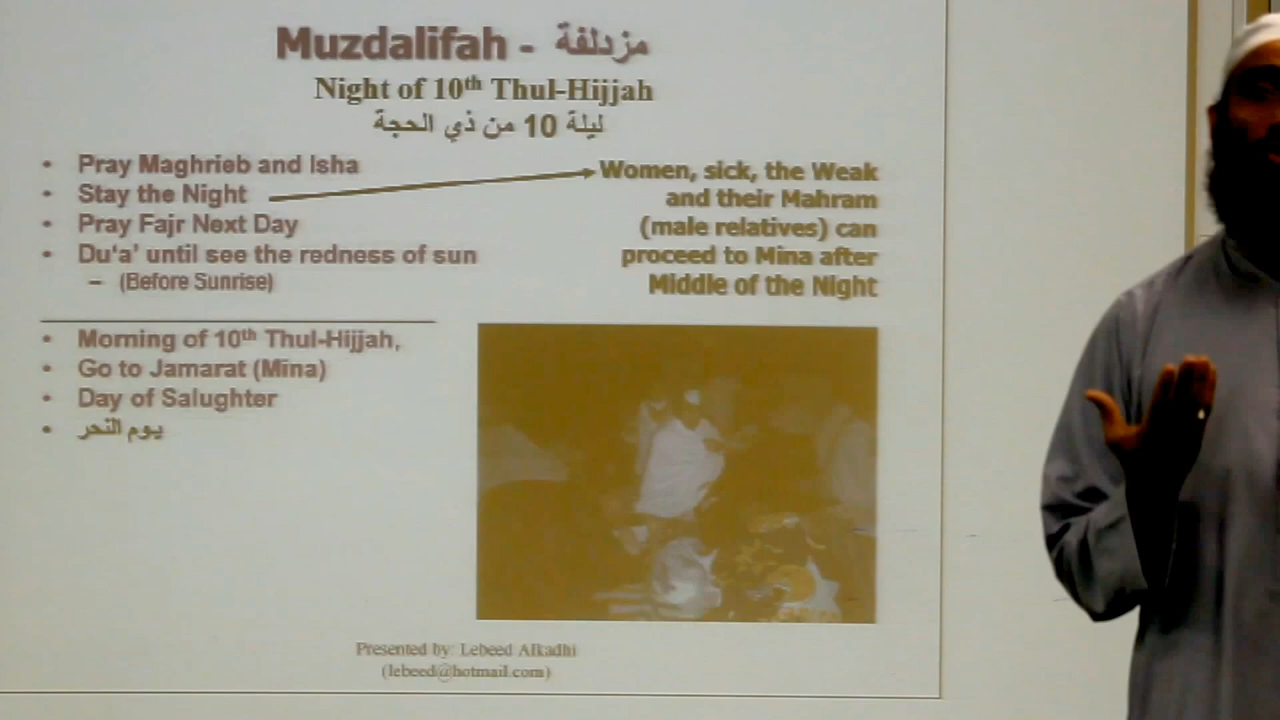 Muzdalifah - مزدلفة
Night of 10th Thul-Hijjah
ليلة 10 من ذي الحجة
• Pray Maghrieb and Isha
• Stay the Night
• Pray Fajr Next Day
• Du'a' until see the redness of sun
– (Before Sunrise)
Women, sick, the Weak
and their Mahram
(male relatives) can
proceed to Mina after
Middle of the Night
• Morning of 10th Thul-Hijjah,
• Go to Jamarat (Mina)
• Day of Salughter
• يوم النحر
Presented by: Lebeed Alkadhi
(lebeed@hotmail.com)